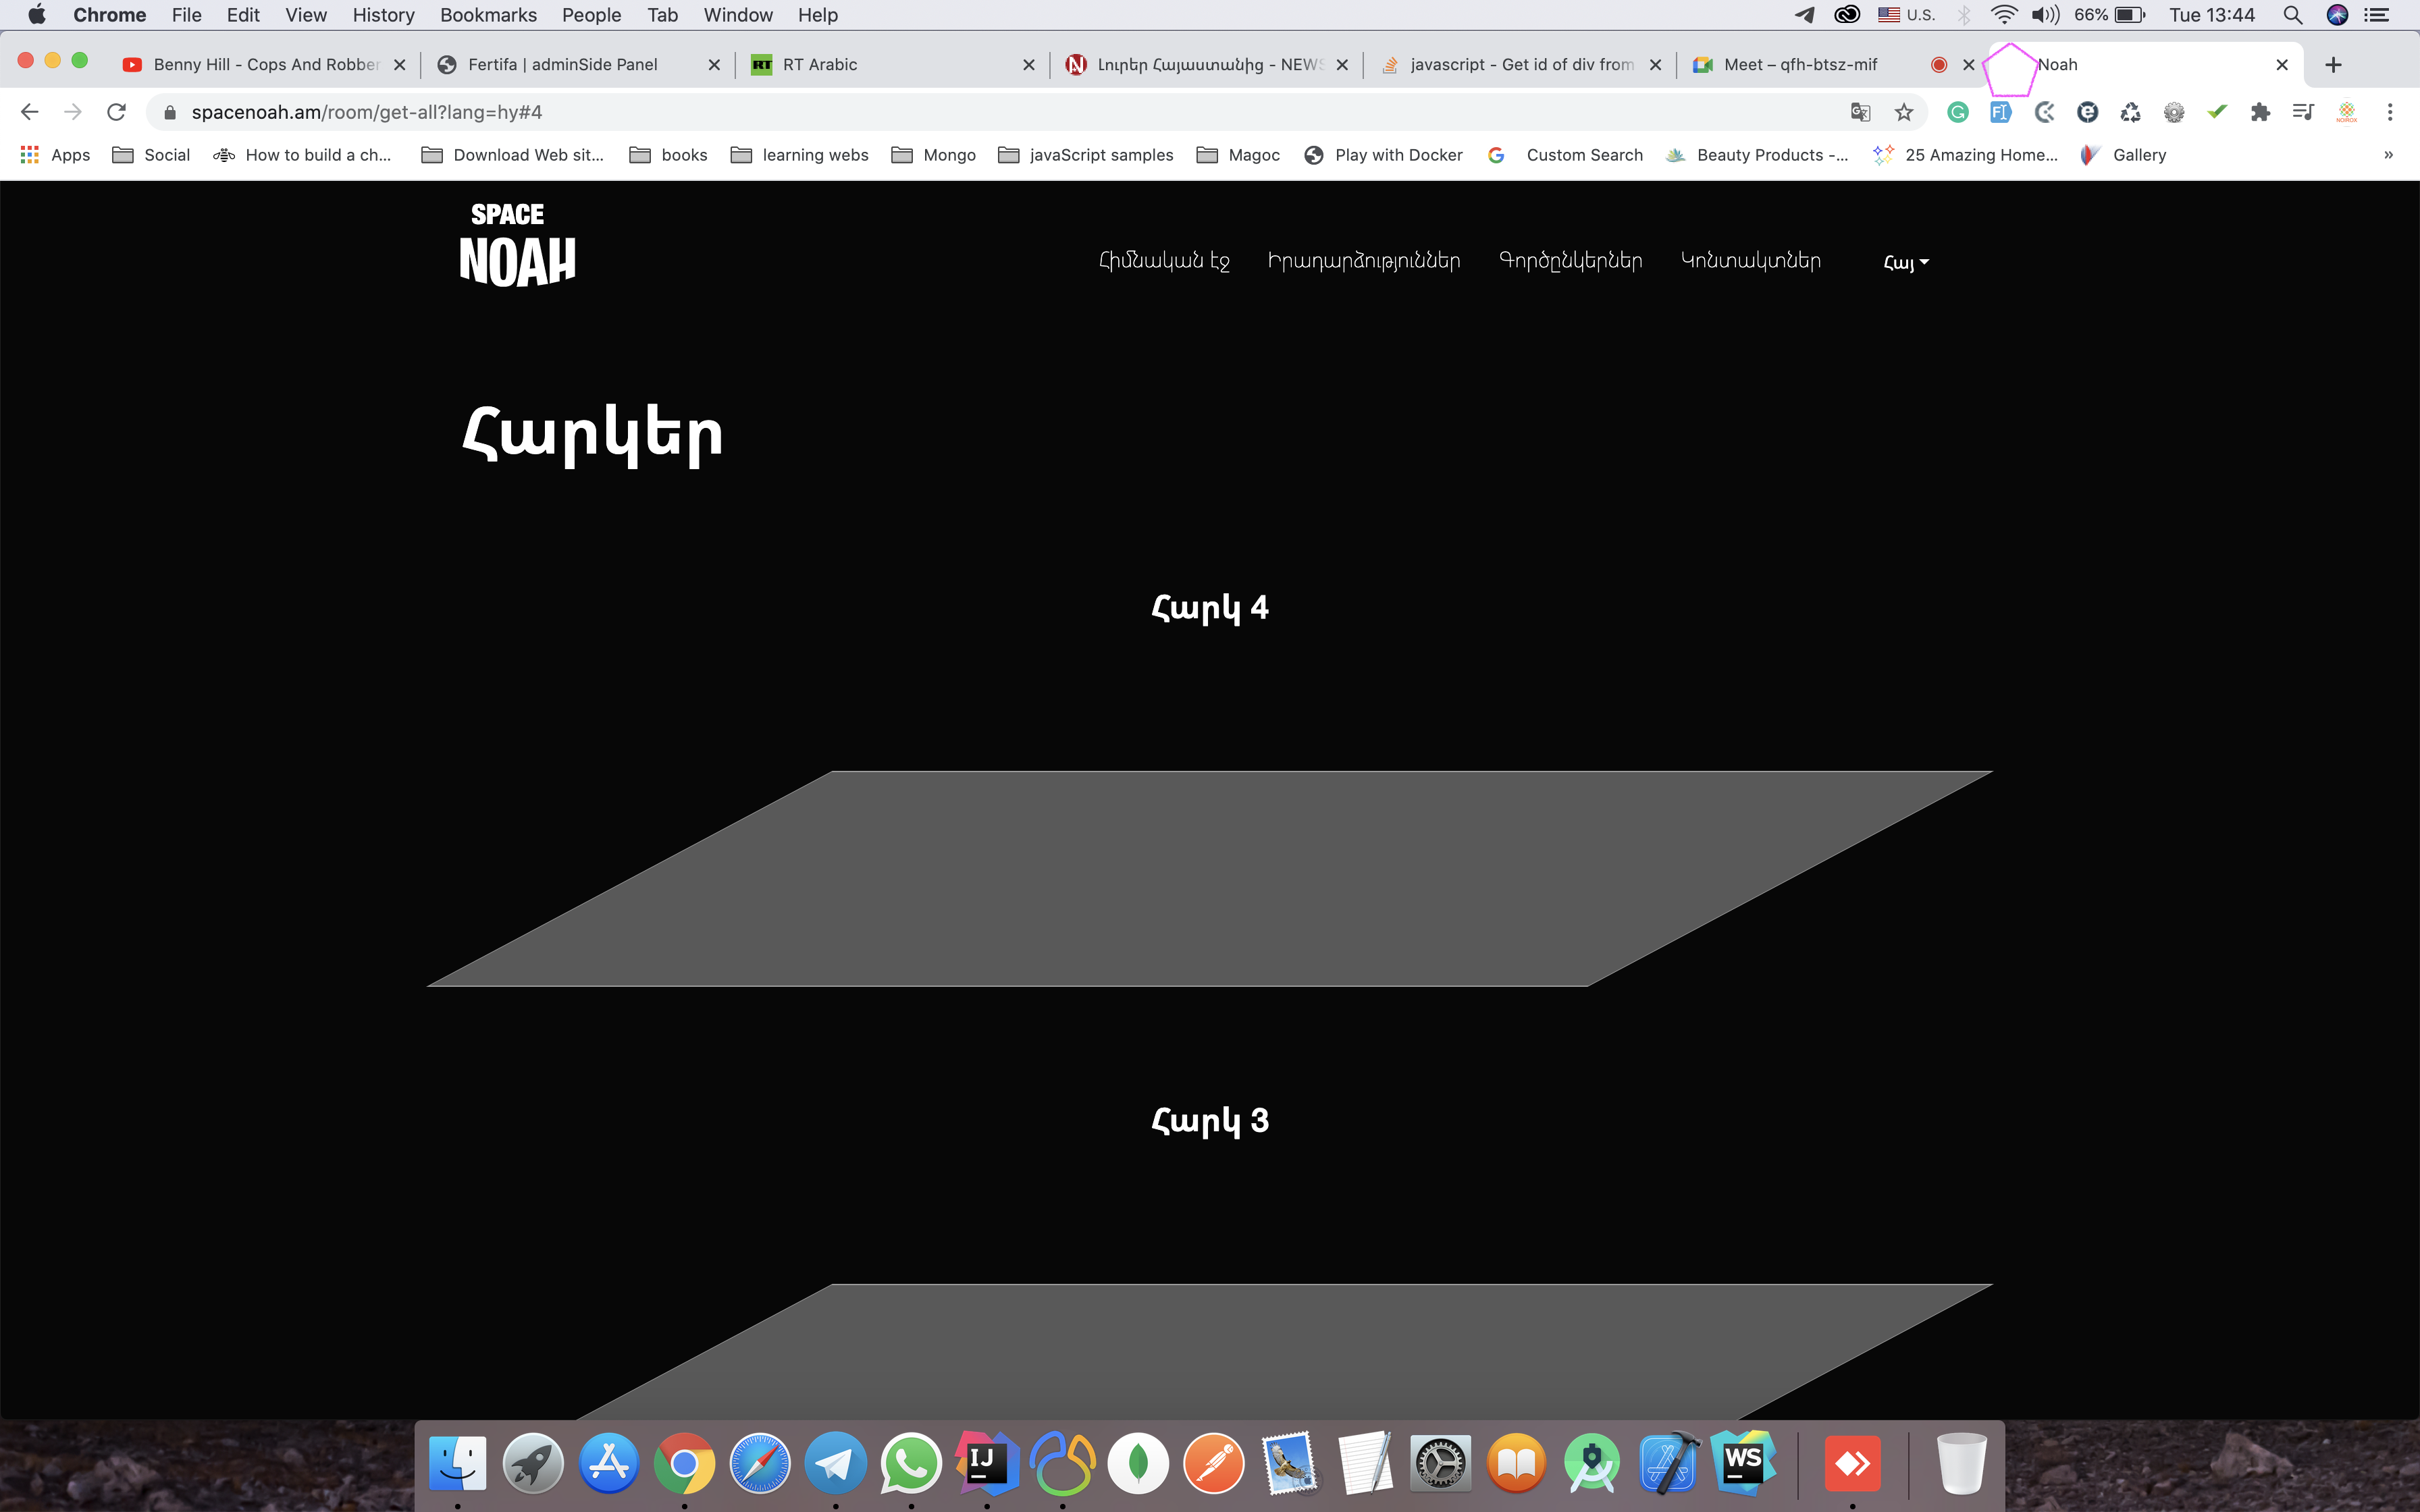 Chrome File Edit View History Bookmarks People Tab Window Help U.S. 66% Tue 13:44
Benny Hill - Cops And Robber Fertifa | adminSide Panel RT RT Arabic Լուրեր Հայաստանից - NEWS javascript - Get id of div from Meet – qfh-btsz-mif Noah
spacenoah.am/room/get-all?lang=hy#4
Apps Social How to build a ch... Download Web sit... books learning webs Mongo javaScript samples Magoc Play with Docker Custom Search Beauty Products -... 25 Amazing Home... Gallery »
SPACE
NOAH
Հիմնական էջ Իրադարձություններ Գործընկերներ Կոնտակտներ Հայ
Հարկեր
Հարկ 4
Հարկ 3
IJ WS